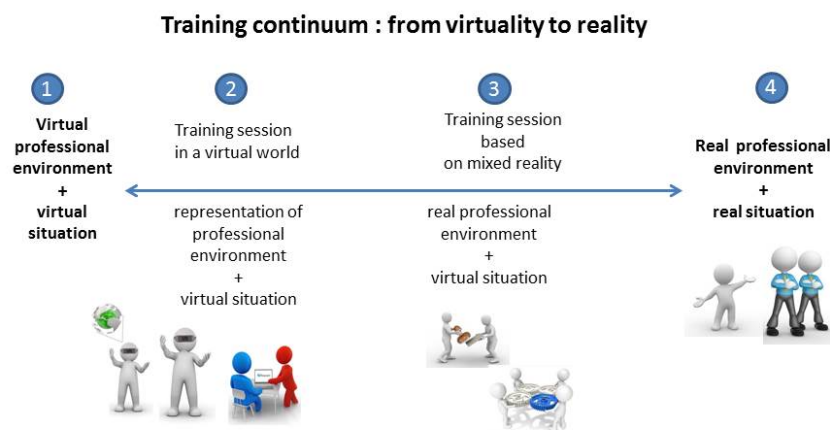 Training continuum : from virtuality to reality
1
Virtual
professional
environment
+
virtual
situation
2
Training session
in a virtual world
representation of
professional
environment
+
virtual situation
3
Training session
based
on mixed reality
real professional
environment
+
virtual situation
4
Real professional
environment
+
real situation